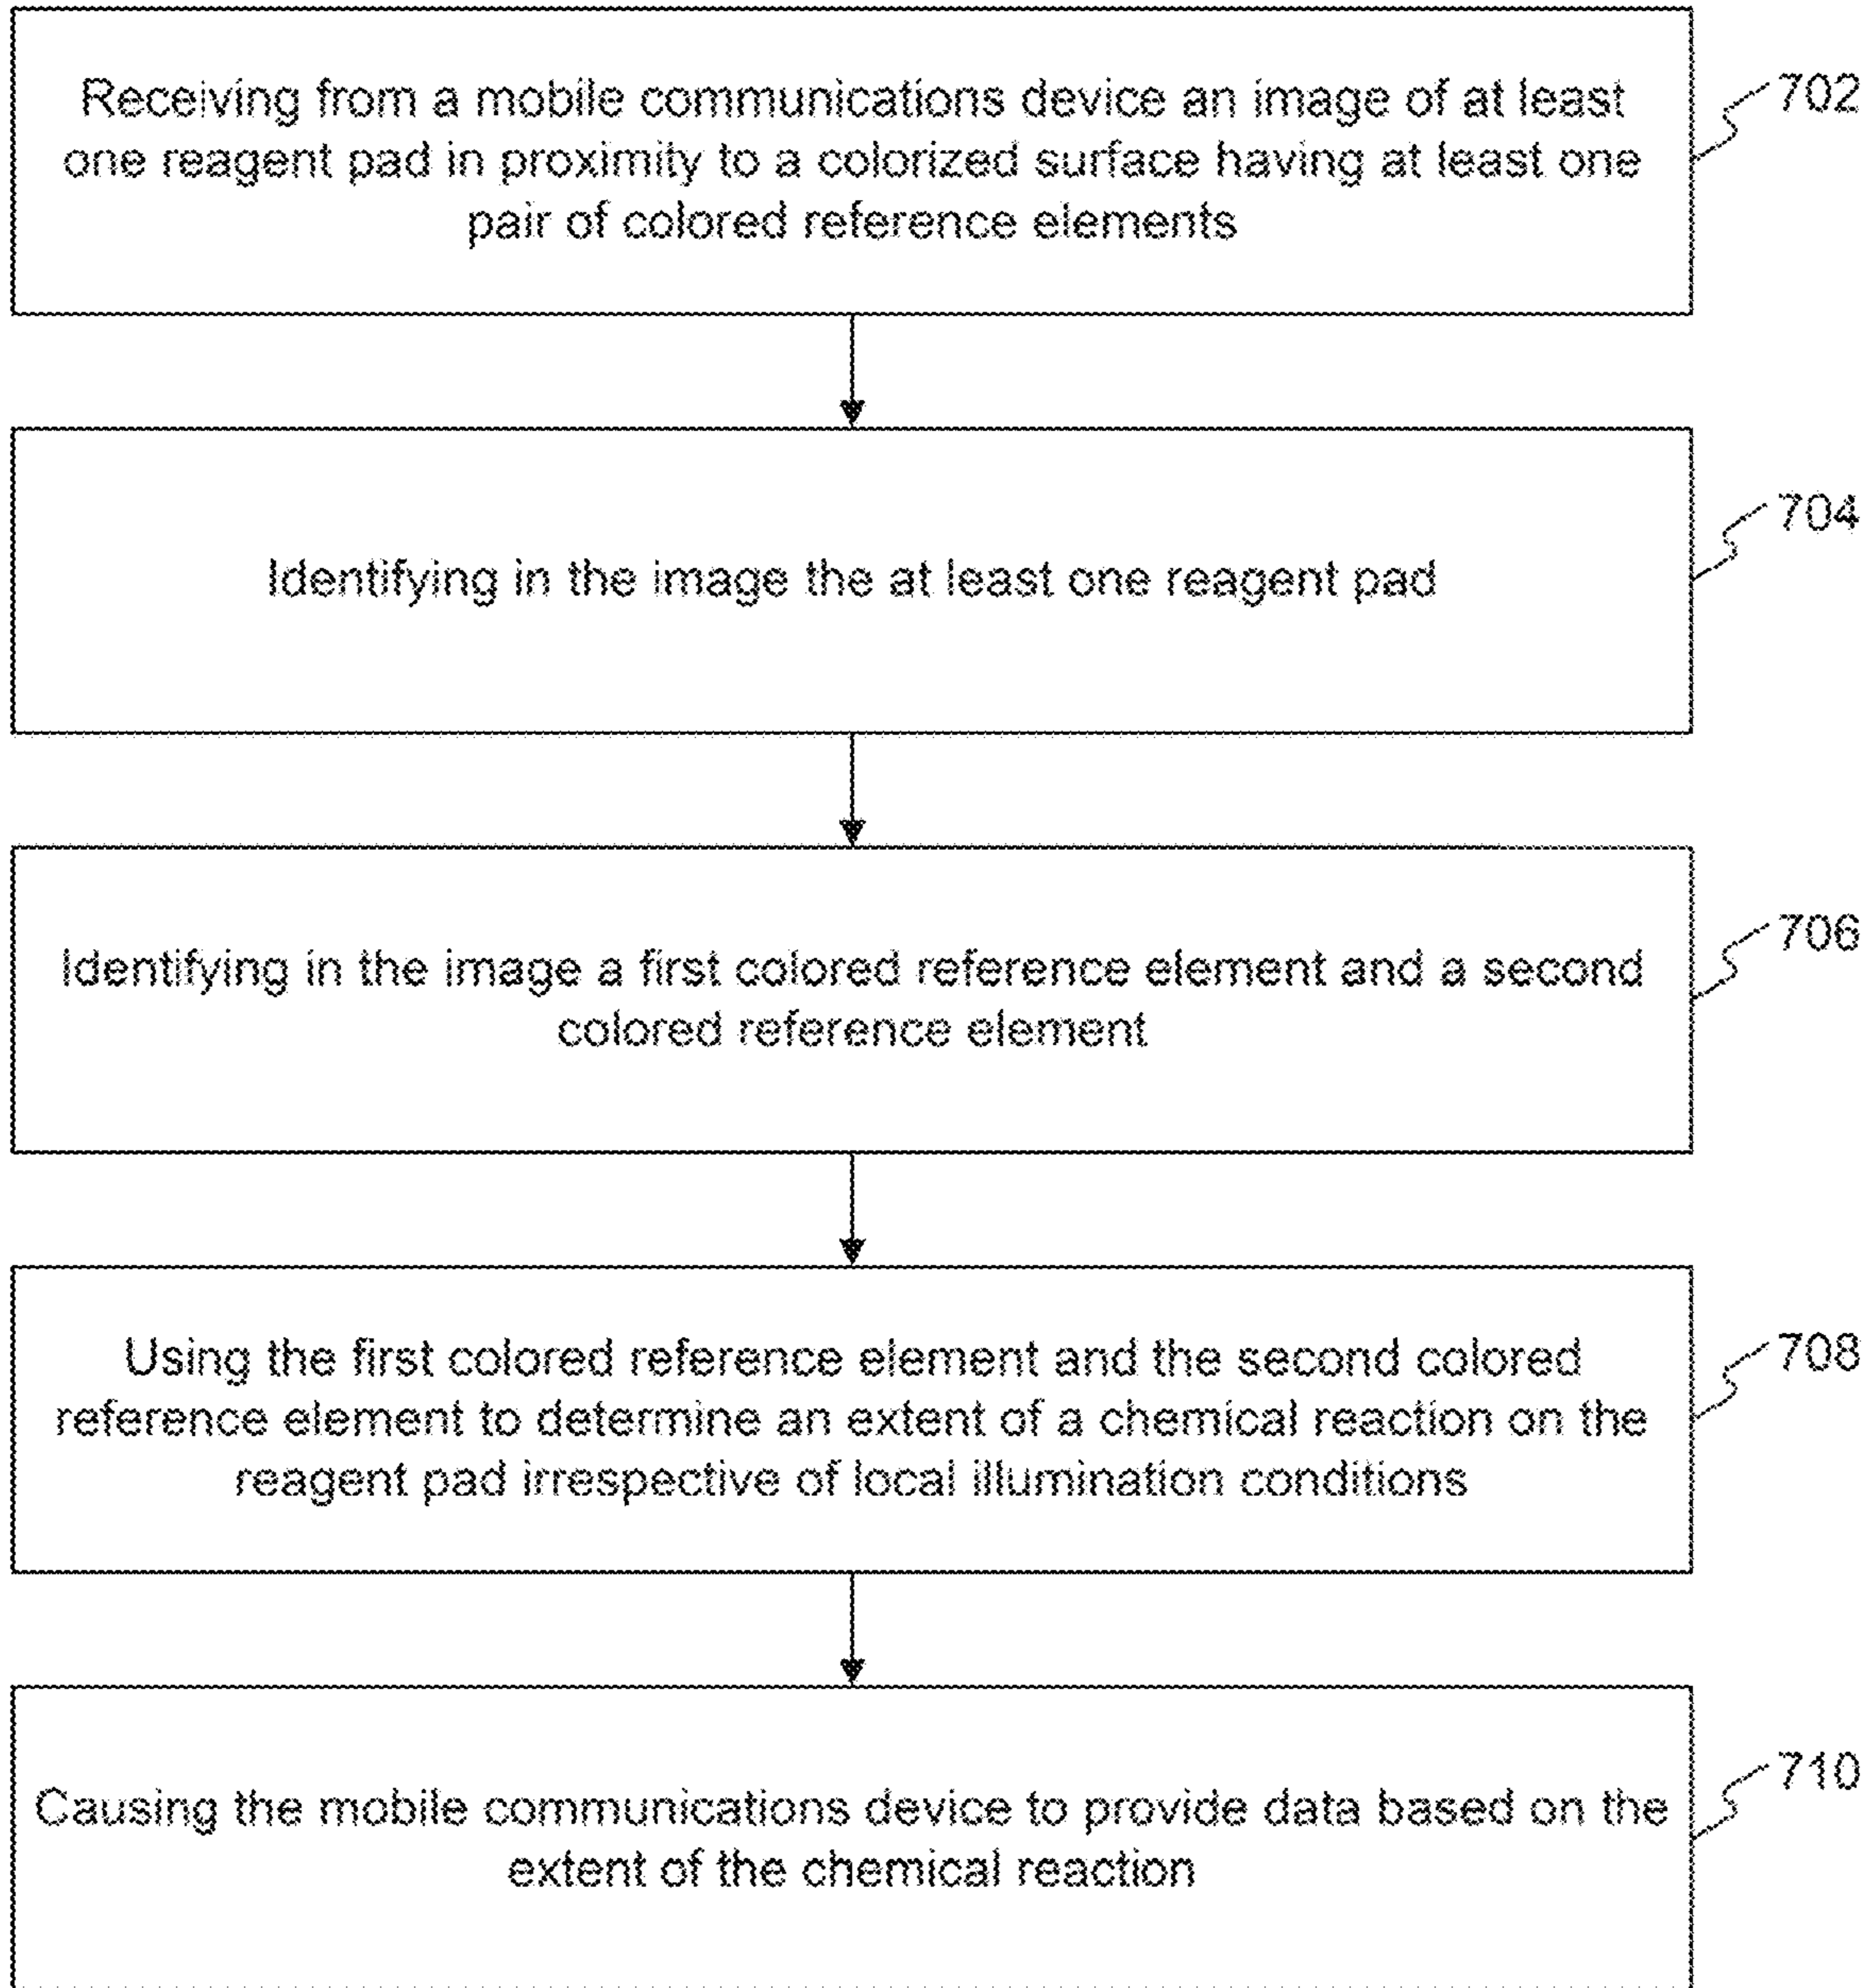 Receiving from a mobile communications device an image of at least
one reagent pad in proximity to a colorized surface having at least one
pair of colored reference elements
702
Identifying in the image the at least one reagent pad
704
Identifying in the image a first colored reference element and a second
colored reference element
706
Using the first colored reference element and the second colored
reference element to determine an extent of a chemical reaction on the
reagent pad irrespective of local illumination conditions
708
Causing the mobile communications device to provide data based on the
extent of the chemical reaction
710